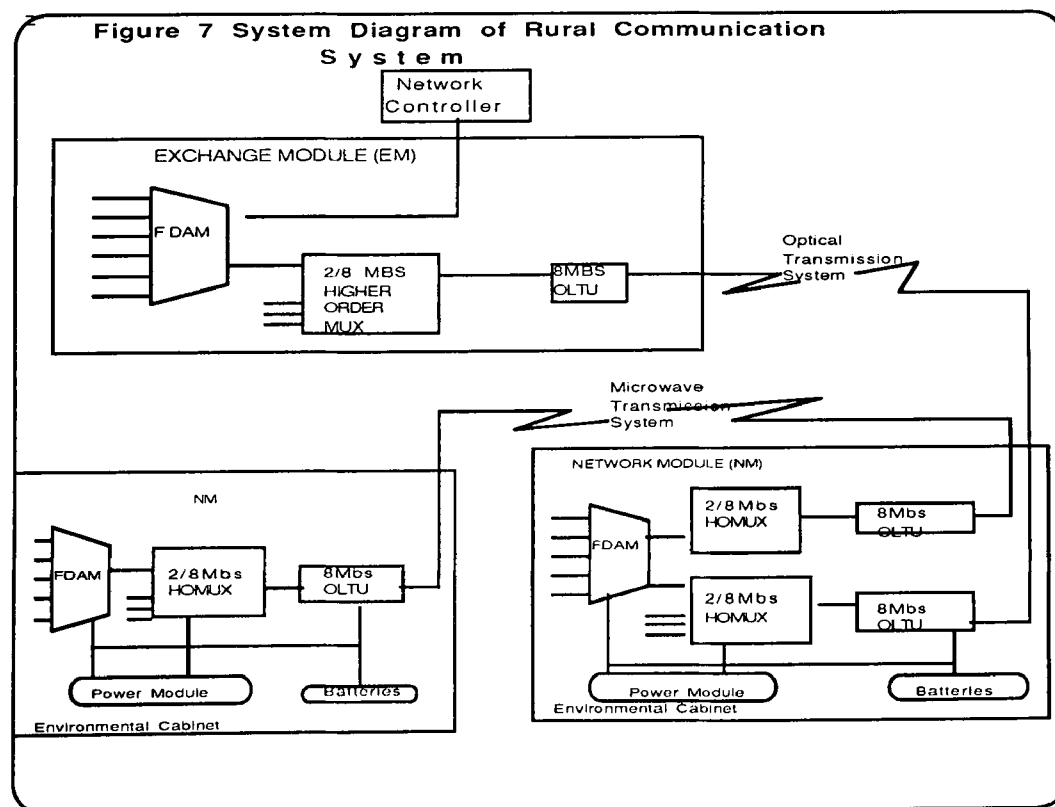 Figure 7 System Diagram of Rural Communication
System
Network
Controller
EXCHANGE MODULE (EM)
FDAM
2/8 MBS
HIGHER
ORDER
MUX
8MBS
OLTU
Optical
Transmission
System
Microwave
Transmission
System
NM
FDAM
2/8Mbs
HOMUX
8Mbs
OLTU
Power Module
Batteries
Environmental Cabinet
NETWORK MODULE (NM)
FDAM
2/8Mbs
HOMUX
8Mbs
OLTU
2/8Mbs
HOMUX
8Mbs
OLTU
Power Module
Batteries
Environmental Cabinet